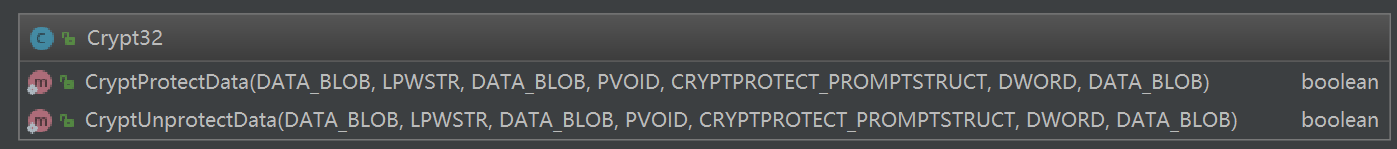 Crypt32
CryptProtectData(DATA_BLOB, LPWSTR, DATA_BLOB, PVOID, CRYPTPROTECT_PROMPTSTRUCT, DWORD, DATA_BLOB) boolean
CryptUnprotectData(DATA_BLOB, LPWSTR, DATA_BLOB, PVOID, CRYPTPROTECT_PROMPTSTRUCT, DWORD, DATA_BLOB) boolean